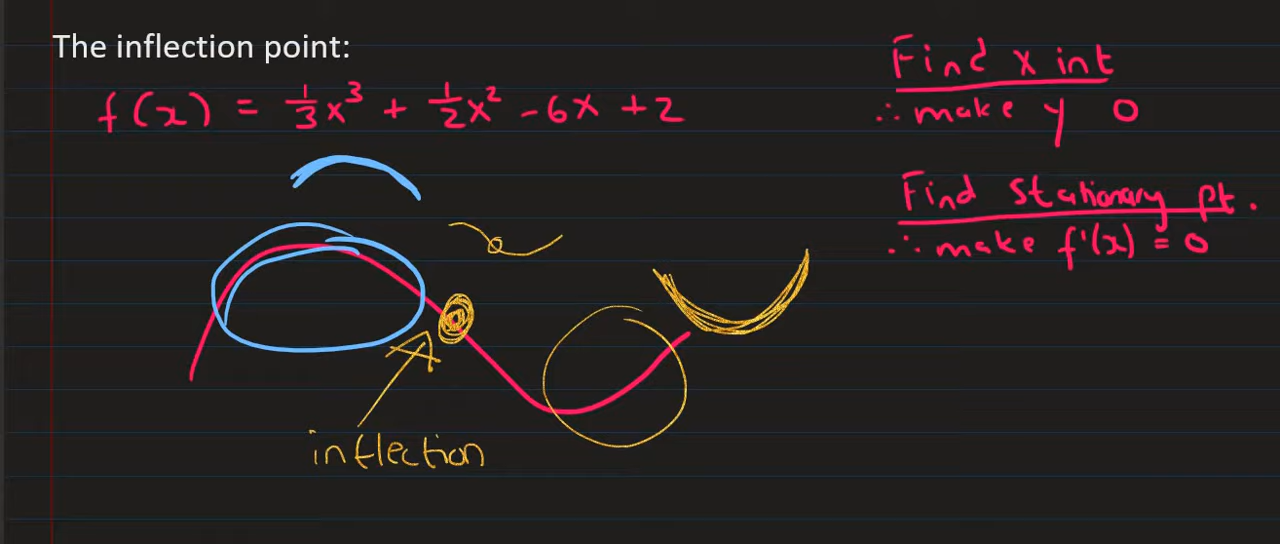 The inflection point:
f(x) = 1/3x³ + 1/2x² - 6x + 2
inflection
Find x int
∴ make y 0
Find stationary pt.
∴ make f'(x) = 0